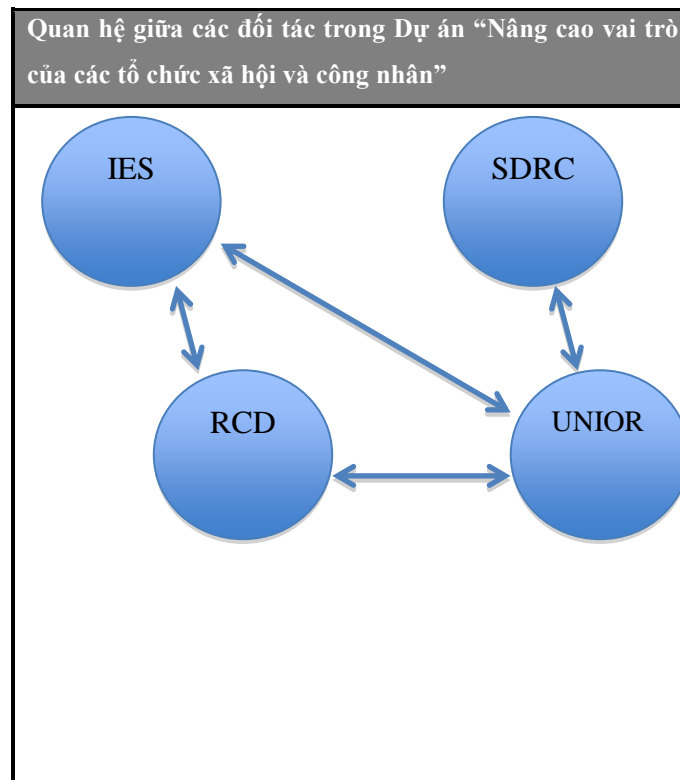 Quan hệ giữa các đối tác trong Dự án “Nâng cao vai trò
của các tổ chức xã hội và công nhân”
IES
SDRC
RCD
UNIOR